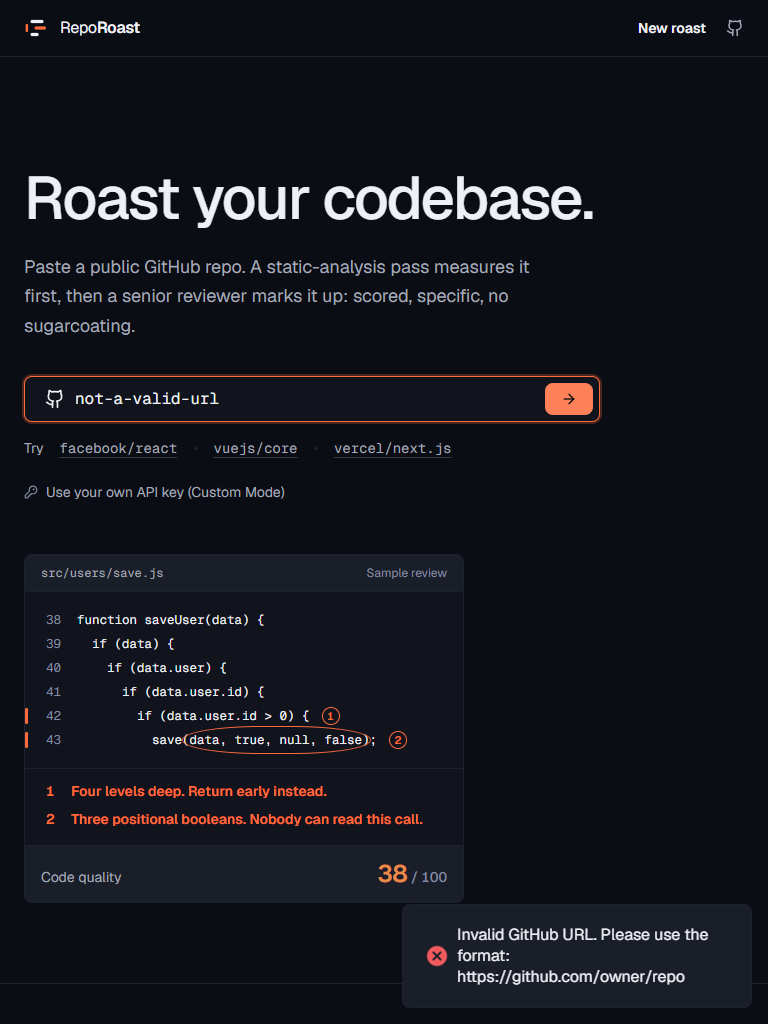 RepoRoast
New roast
Roast your codebase.
Paste a public GitHub repo. A static-analysis pass measures it
first, then a senior reviewer marks it up: scored, specific, no
sugarcoating.
not-a-valid-url
Try facebook/react · vuejs/core · vercel/next.js
Use your own API key (Custom Mode)
src/users/save.js Sample review
38 function saveUser(data) {
39 if (data) {
40 if (data.user) {
41 if (data.user.id) {
42 if (data.user.id > 0) { 1
43 save(data, true, null, false); 2
1 Four levels deep. Return early instead.
2 Three positional booleans. Nobody can read this call.
Code quality 38 / 100
Invalid GitHub URL. Please use the
format:
https://github.com/owner/repo